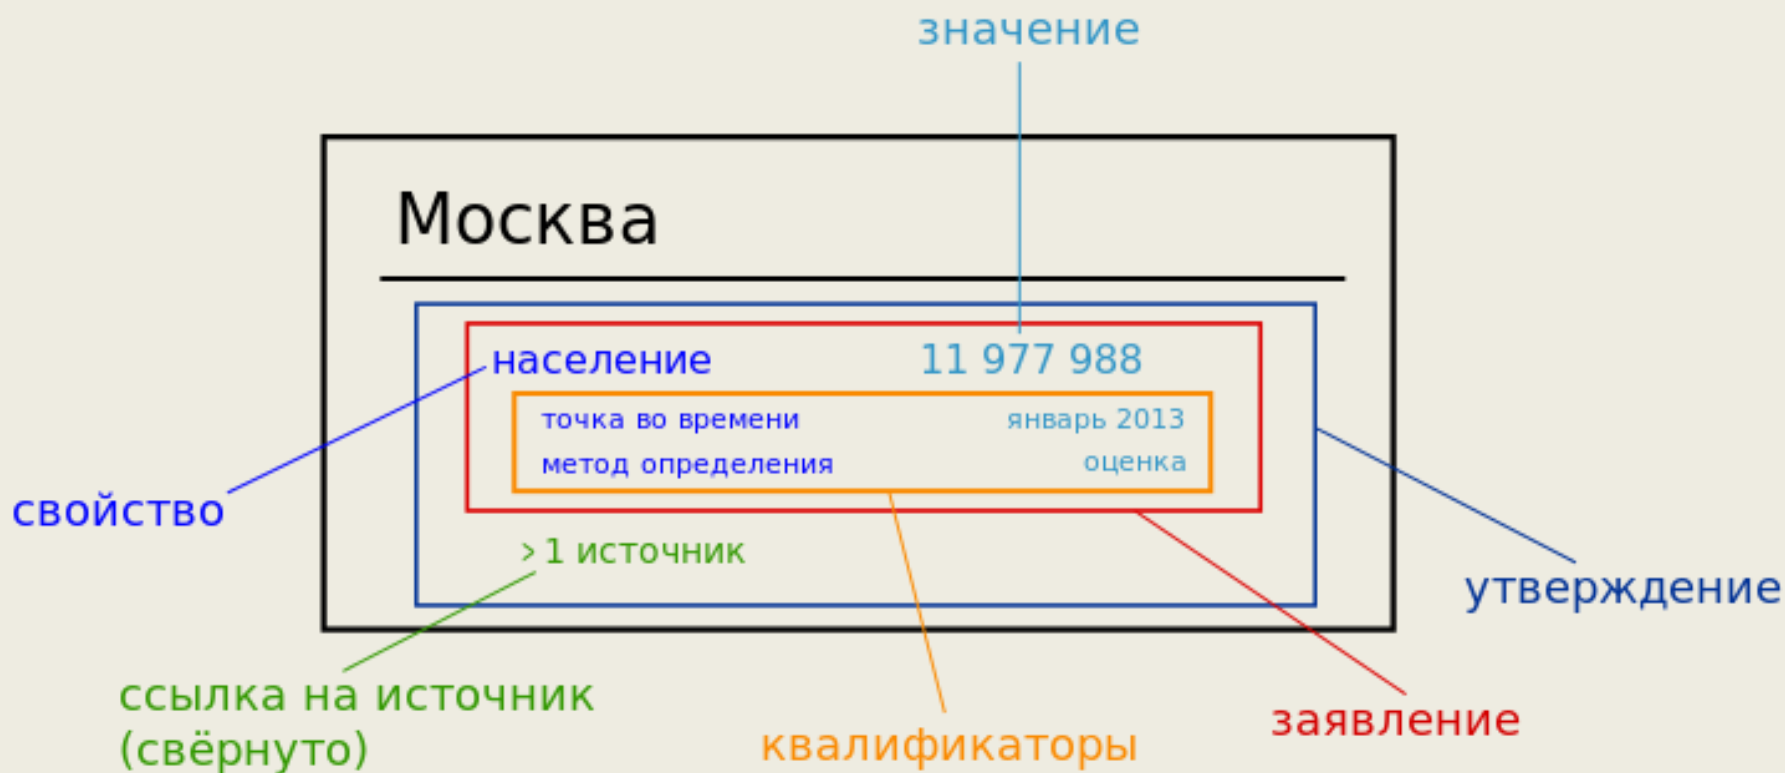 значение
Москва
население 11 977 988
точка во времени январь 2013
метод определения оценка
свойство
> 1 источник
утверждение
ссылка на источник
(свёрнуто)
заявление
квалификаторы